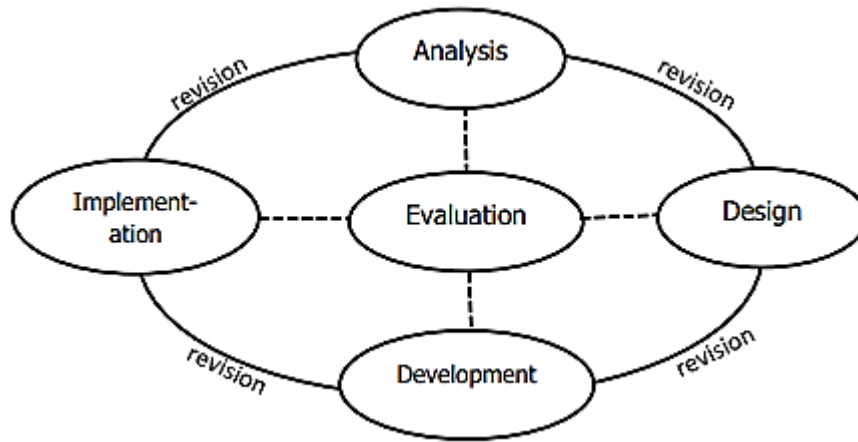 Analysis
revision
revision
Implement-
ation
Evaluation
Design
revision
revision
Development